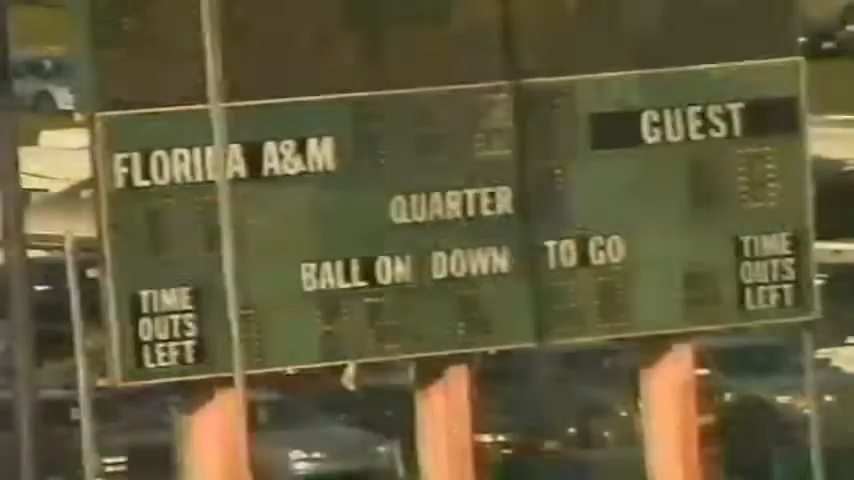 FLORIDA A&M
GUEST
QUARTER
BALL ON DOWN TO GO
TIME
OUTS
LEFT
TIME
OUTS
LEFT